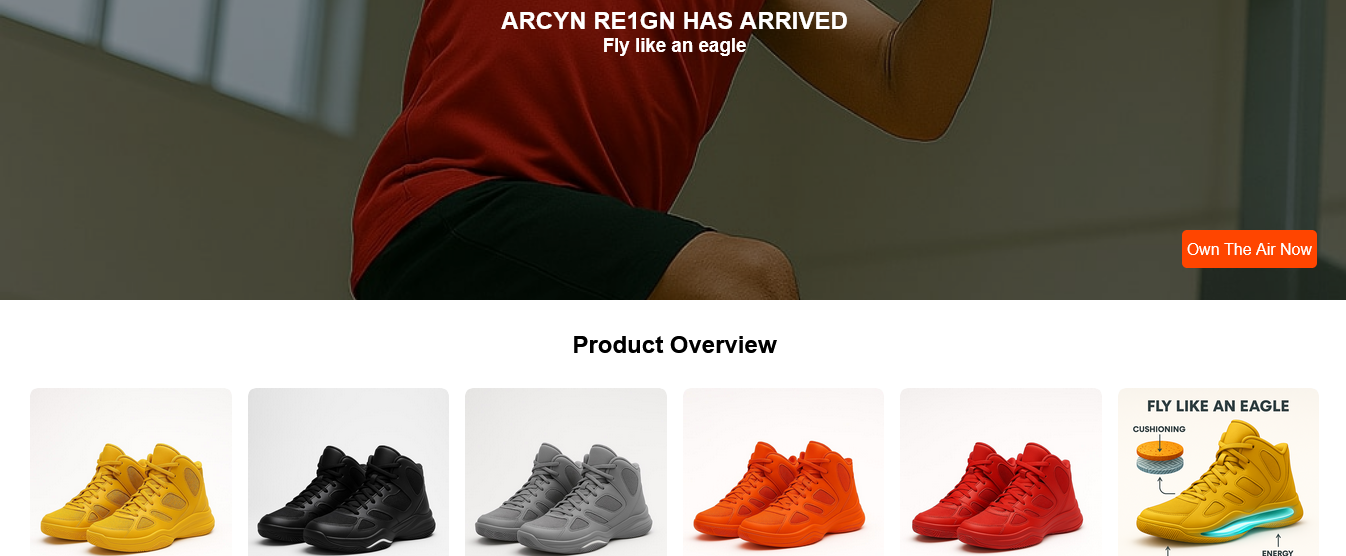 ARCYN RE1GN HAS ARRIVED
Fly like an eagle
Own The Air Now
Product Overview
FLY LIKE AN EAGLE
CUSHIONING
ENERGY